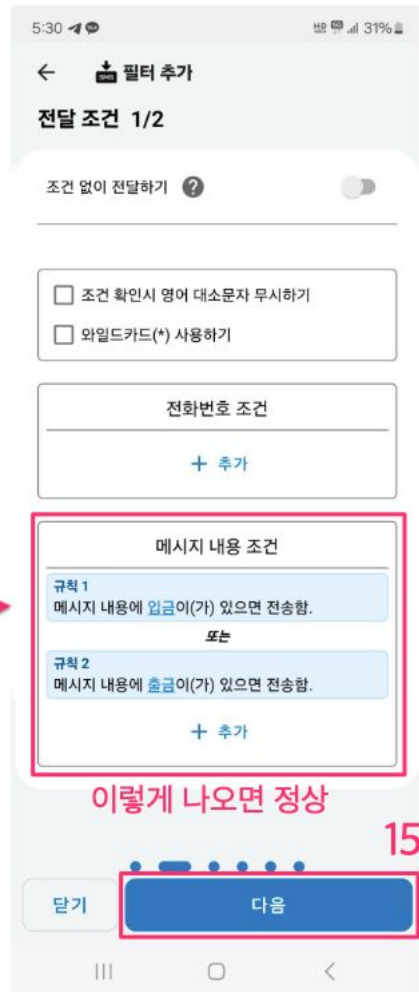 5:30
31%
SMS 필터 추가
전달 조건 1/2
조건 없이 전달하기 ?
조건 확인시 영어 대소문자 무시하기
와일드카드(*) 사용하기
전화번호 조건
+ 추가
메시지 내용 조건
규칙 1
메시지 내용에 입금이(가) 있으면 전송함.
또는
규칙 2
메시지 내용에 출금이(가) 있으면 전송함.
+ 추가
이렇게 나오면 정상
15
닫기
다음